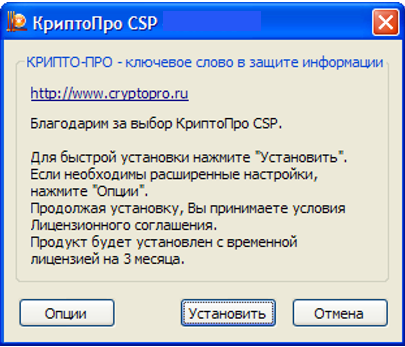 КриптоПро CSP
КРИПТО-ПРО - ключевое слово в защите информации
http://www.cryptopro.ru
Благодарим за выбор КриптоПро CSP.
Для быстрой установки нажмите "Установить".
Если необходимы расширенные настройки,
нажмите "Опции".
Продолжая установку, Вы принимаете условия
Лицензионного соглашения.
Продукт будет установлен с временной
лицензией на 3 месяца.
Опции
Установить
Отмена